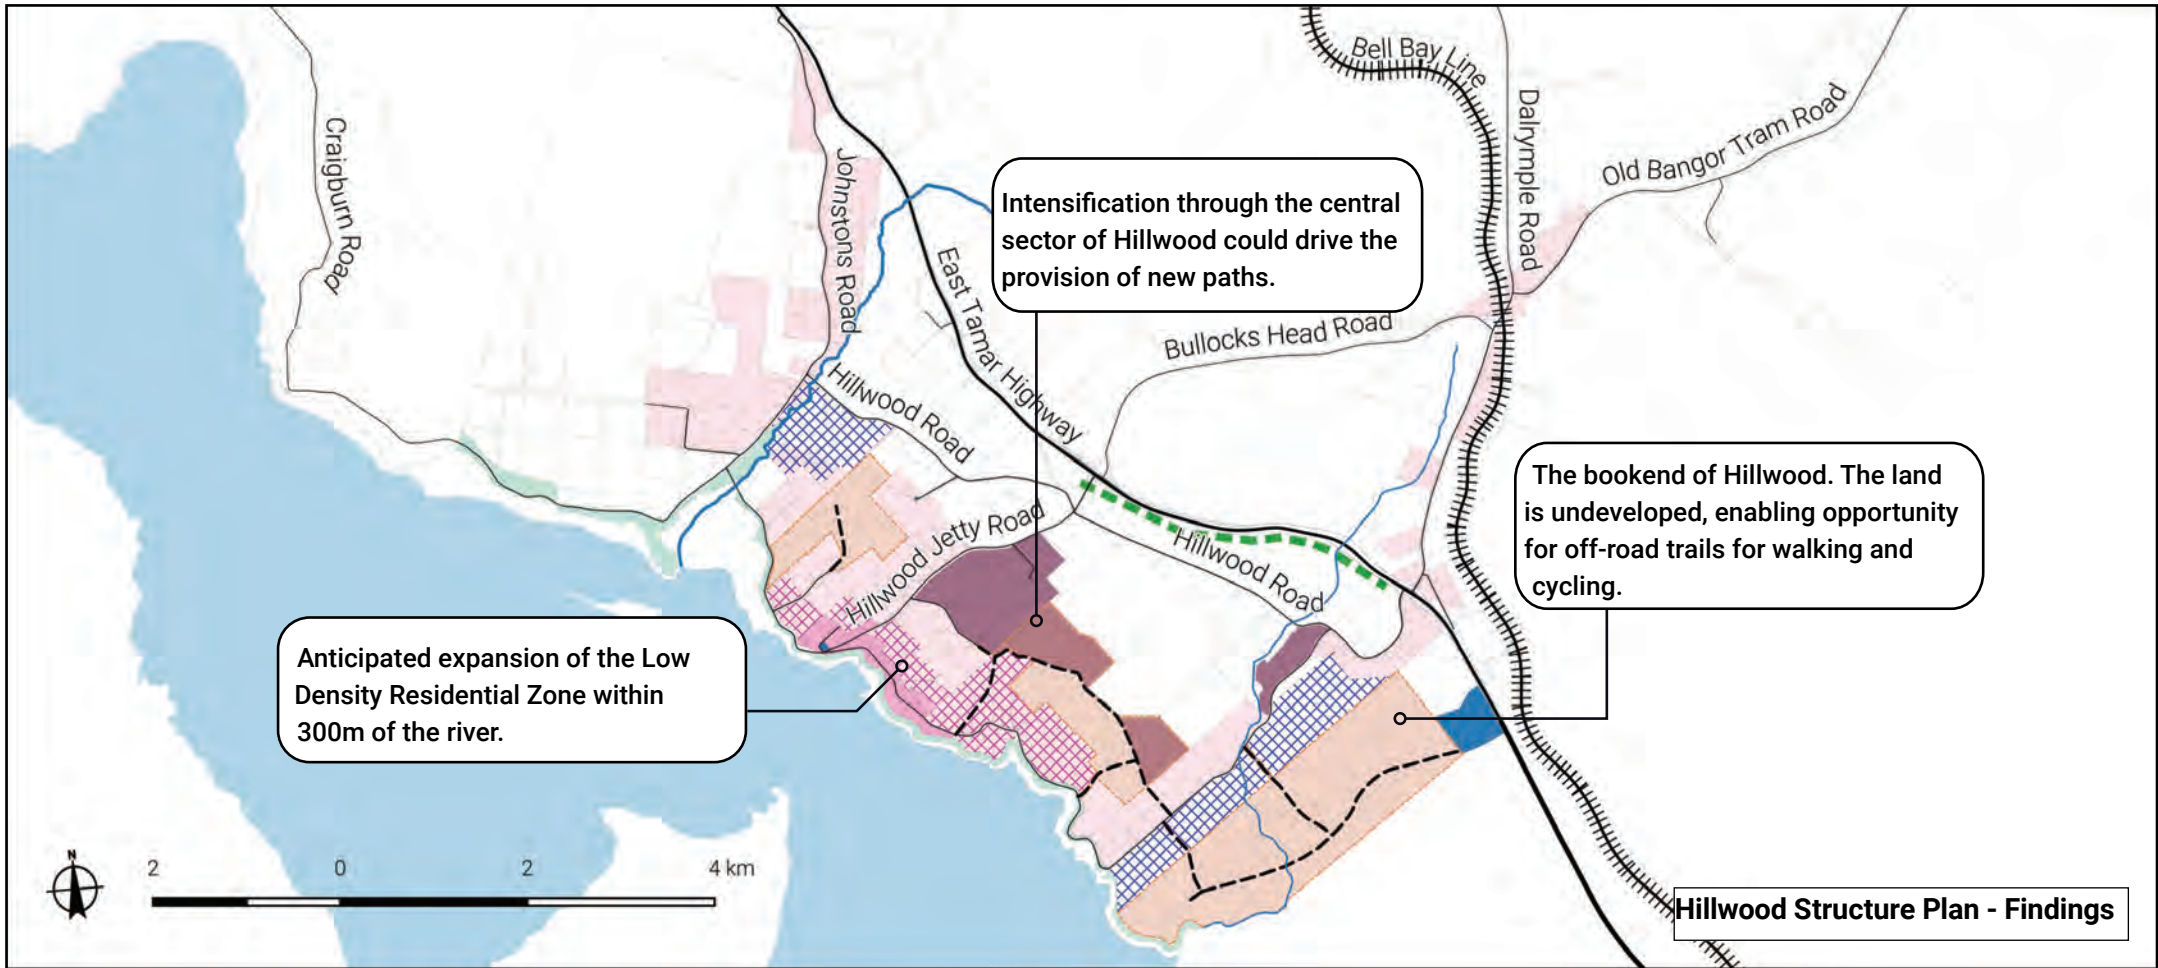 Bell Bay Line
Craigburn Road
Johnstons Road
Dalrymple Road
Old Bangor Tram Road
Intensification through the central
sector of Hillwood could drive the
provision of new paths.
East Tamar Highway
Bullocks Head Road
Hillwood Road
Hillwood Jetty Road
Hillwood Road
The bookend of Hillwood. The land
is undeveloped, enabling opportunity
for off-road trails for walking and
cycling.
Anticipated expansion of the Low
Density Residential Zone within
300m of the river.
N
2 0 2 4 km
Hillwood Structure Plan - Findings